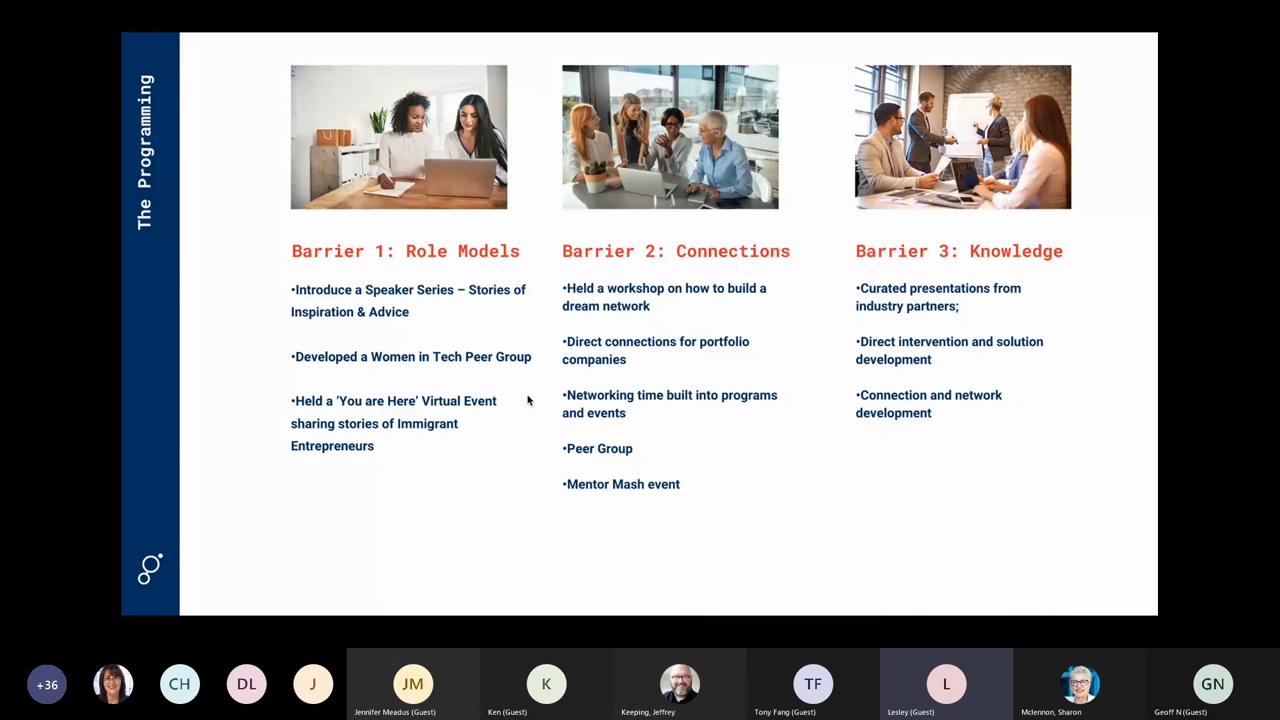 The Programming
Barrier 1: Role Models
•Introduce a Speaker Series – Stories of
Inspiration & Advice
•Developed a Women in Tech Peer Group
•Held a ‘You are Here’ Virtual Event
sharing stories of Immigrant
Entrepreneurs
Barrier 2: Connections
•Held a workshop on how to build a
dream network
•Direct connections for portfolio
companies
•Networking time built into programs
and events
•Peer Group
•Mentor Mash event
Barrier 3: Knowledge
•Curated presentations from
industry partners;
•Direct intervention and solution
development
•Connection and network
development
+36
CH
DL
J
JM
Jennifer Meadus (Guest)
K
Ken (Guest)
Keeping, Jeffrey
TF
Tony Fang (Guest)
L
Lesley (Guest)
Mclennon, Sharon
GN
Geoff N (Guest)